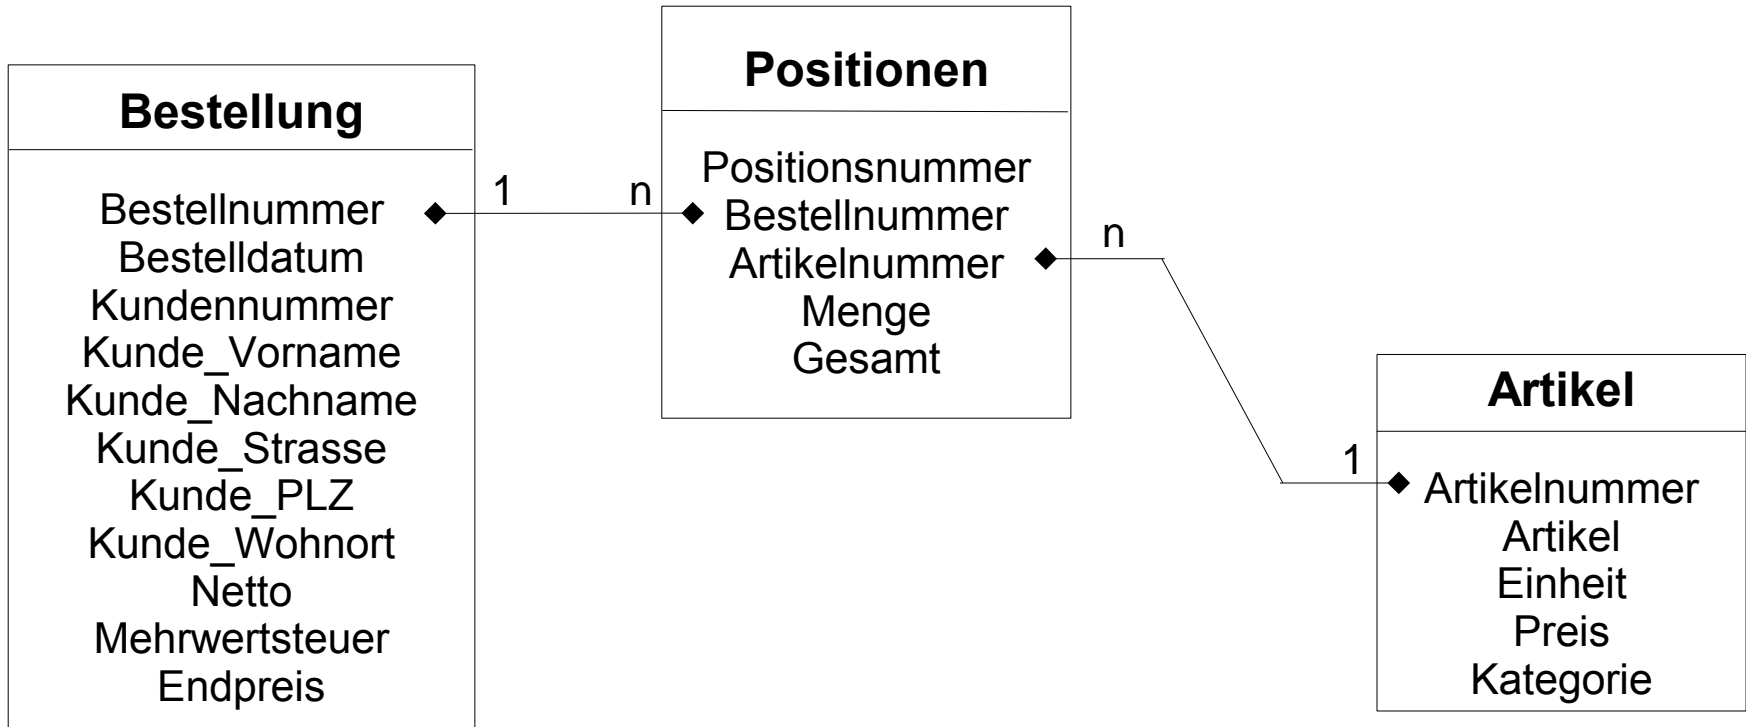 Bestellung
Bestellnummer
Bestelldatum
Kundennummer
Kunde_Vorname
Kunde_Nachname
Kunde_Strasse
Kunde_PLZ
Kunde_Wohnort
Netto
Mehrwertsteuer
Endpreis
1
n
Positionen
Positionsnummer
Bestellnummer
Artikelnummer
Menge
Gesamt
n
1
Artikel
Artikelnummer
Artikel
Einheit
Preis
Kategorie